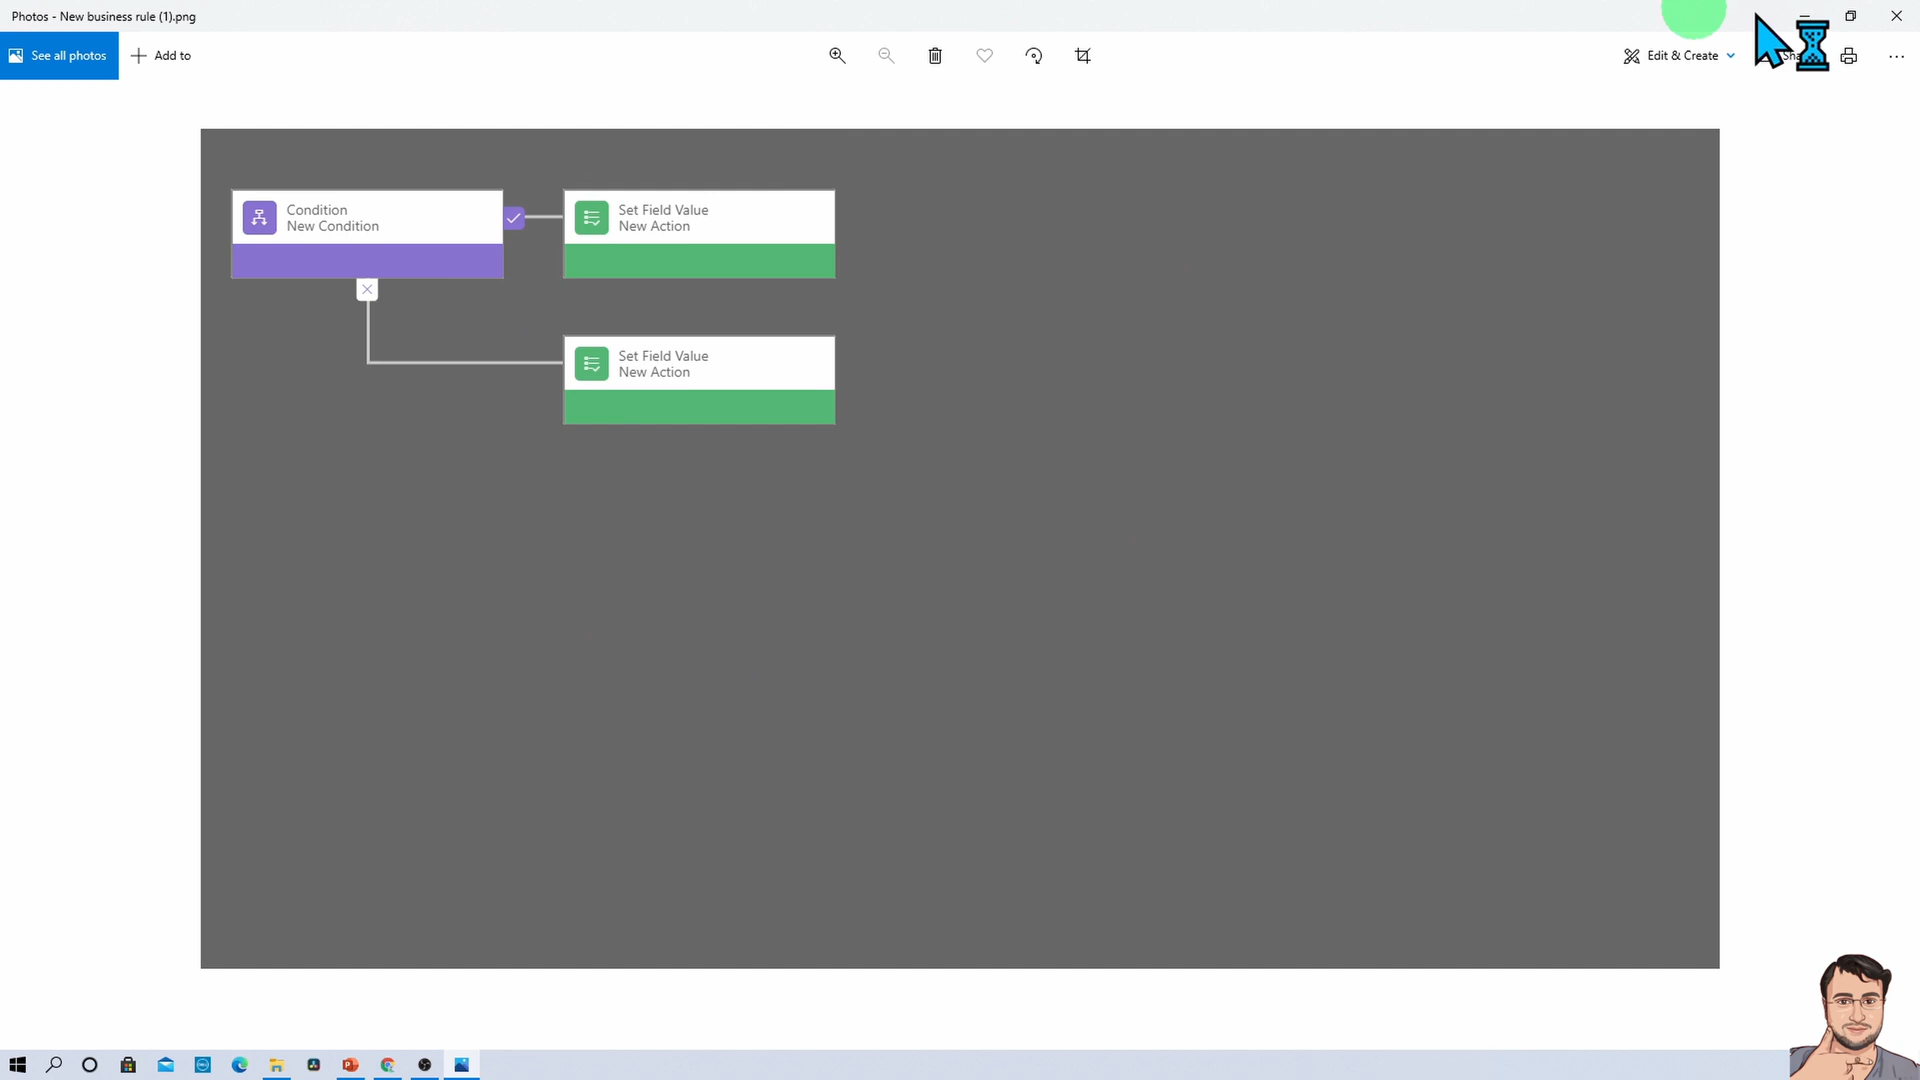 Photos - New business rule (1).png
See all photos
Add to
Edit & Create
Condition
New Condition
Set Field Value
New Action
Set Field Value
New Action